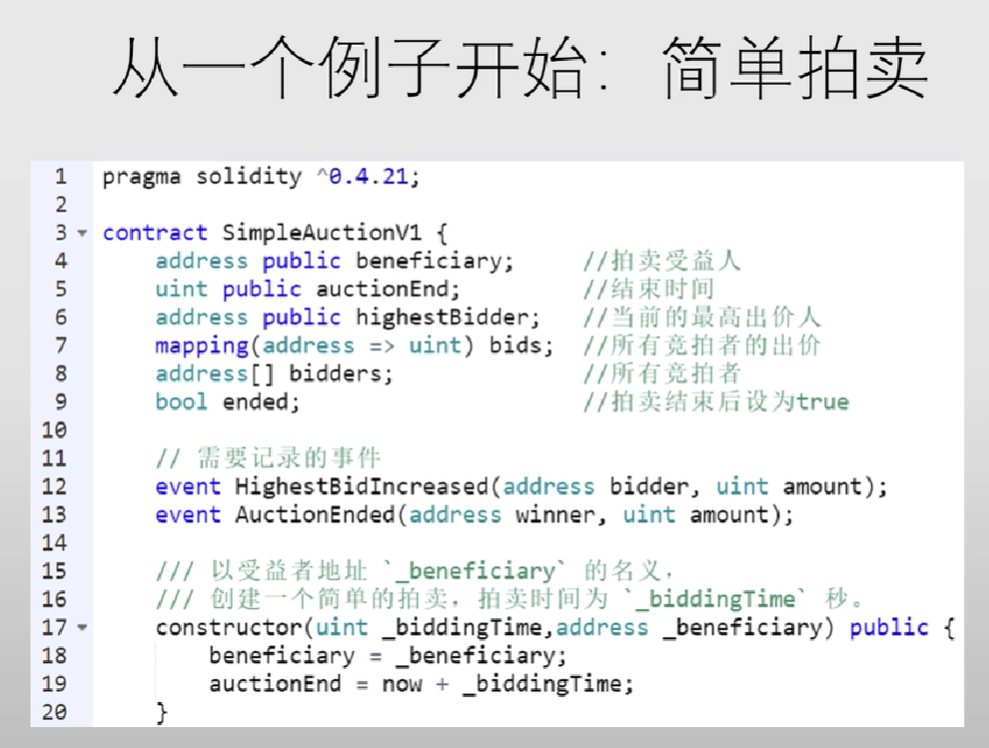 从一个例子开始：简单拍卖
1 pragma solidity ^0.4.21;
2
3 contract SimpleAuctionV1 {
4     address public beneficiary;     //拍卖受益人
5     uint public auctionEnd;         //结束时间
6     address public highestBidder;   //当前的最高出价人
7     mapping(address => uint) bids;  //所有竞拍者的出价
8     address[] bidders;              //所有竞拍者
9     bool ended;                     //拍卖结束后设为true
10
11     // 需要记录的事件
12     event HighestBidIncreased(address bidder, uint amount);
13     event AuctionEnded(address winner, uint amount);
14
15     /// 以受益者地址 `_beneficiary` 的名义，
16     /// 创建一个简单的拍卖，拍卖时间为 `_biddingTime` 秒。
17     constructor(uint _biddingTime,address _beneficiary) public {
18         beneficiary = _beneficiary;
19         auctionEnd = now + _biddingTime;
20     }